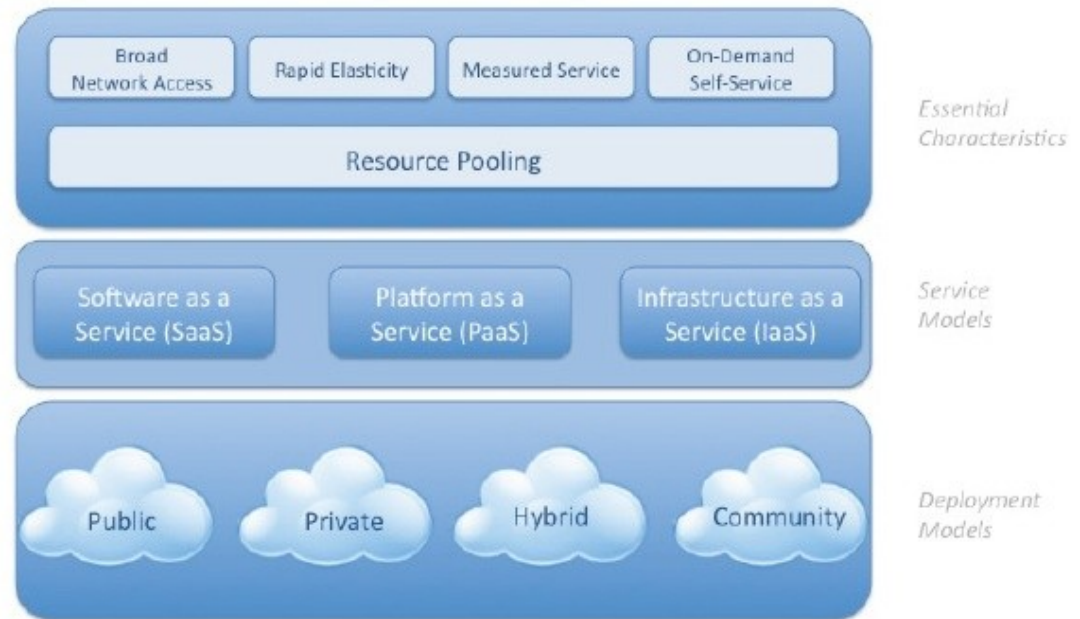 Broad
Network Access
Rapid Elasticity
Measured Service
On-Demand
Self-Service
Resource Pooling
Essential
Characteristics
Software as a
Service (SaaS)
Platform as a
Service (PaaS)
Infrastructure as a
Service (IaaS)
Service
Models
Public
Private
Hybrid
Community
Deployment
Models